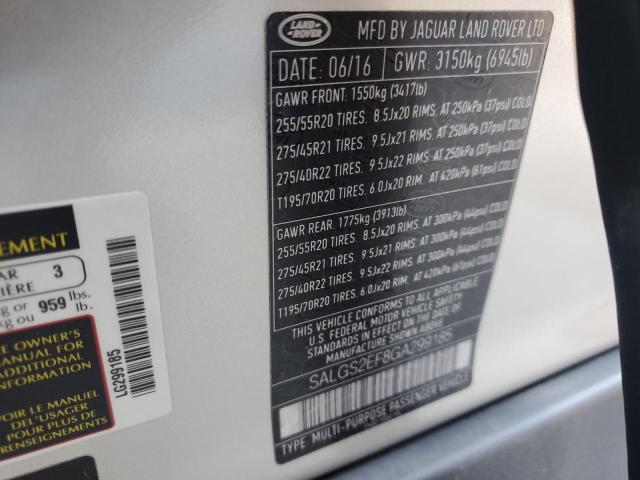 LAND ROVER
MFD BY JAGUAR LAND ROVER LTD
DATE: 06/16 GWR: 3150kg (6945lb)
GAWR FRONT: 1550kg (3417lb)
255/55R20 TIRES. 8.5Jx20 RIMS. AT 250kPa (37psi) COLD
275/45R21 TIRES. 9.5Jx21 RIMS. AT 250kPa (37psi) COLD
275/40R22 TIRES. 9.5Jx22 RIMS. AT 250kPa (37psi) COLD
T195/70R20 TIRES. 6.0Jx20 RIM. AT 420kPa (61psi) COLD
GAWR REAR: 1775kg (3913lb)
255/55R20 TIRES. 8.5Jx20 RIMS. AT 300kPa (44psi) COLD
275/45R21 TIRES. 9.5Jx21 RIMS. AT 300kPa (44psi) COLD
275/40R22 TIRES. 9.5Jx22 RIMS. AT 300kPa (44psi) COLD
T195/70R20 TIRES. 6.0Jx20 RIM. AT 420kPa (61psi) COLD
THIS VEHICLE CONFORMS TO ALL APPLICABLE
U.S. FEDERAL MOTOR VEHICLE SAFETY
STANDARDS IN EFFECT ON THE DATE OF
MANUFACTURE SHOWN ABOVE
SALGS2EF8GA299185
TYPE: MULTI-PURPOSE PASSENGER VEHICLE
EMENT
AR 3
IÈRE
kg or 959 lbs.
kg ou lb.
LG299185
E OWNER'S
MANUAL FOR
ADDITIONAL
INFORMATION
VOIR LE MANUEL
DE L'USAGER
POUR PLUS DE
RENSEIGNEMENTS